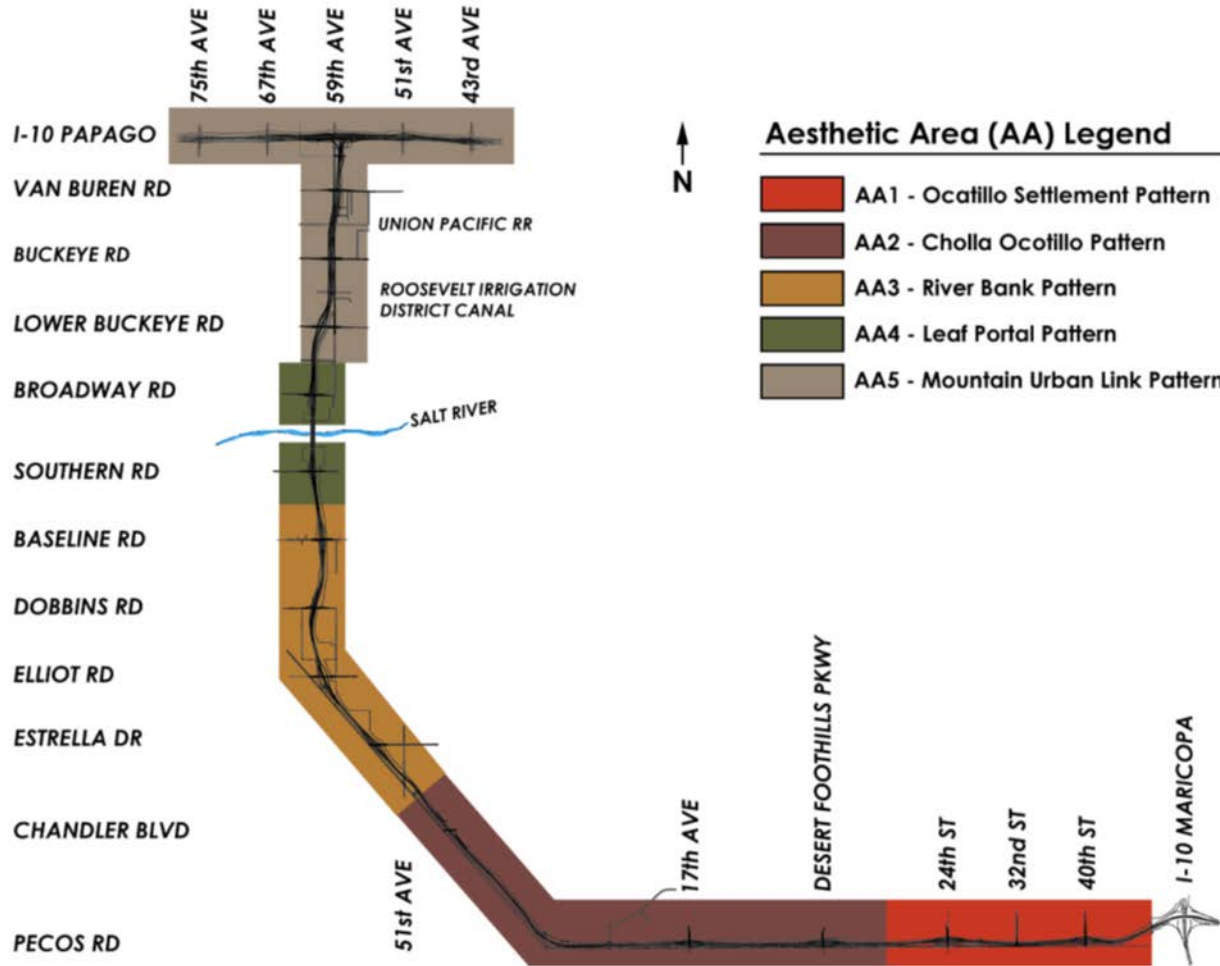 75th AVE
67th AVE
59th AVE
51st AVE
43rd AVE
I-10 PAPAGO
VAN BUREN RD
BUCKEYE RD
LOWER BUCKEYE RD
BROADWAY RD
SOUTHERN RD
BASELINE RD
DOBBINS RD
ELLIOT RD
ESTRELLA DR
CHANDLER BLVD
PECOS RD
UNION PACIFIC RR
ROOSEVELT IRRIGATION
DISTRICT CANAL
SALT RIVER
51st AVE
17th AVE
DESERT FOOTHILLS PKWY
24th ST
32nd ST
40th ST
I-10 MARICOPA
N
Aesthetic Area (AA) Legend
AA1 - Ocatillo Settlement Pattern
AA2 - Cholla Ocotillo Pattern
AA3 - River Bank Pattern
AA4 - Leaf Portal Pattern
AA5 - Mountain Urban Link Pattern